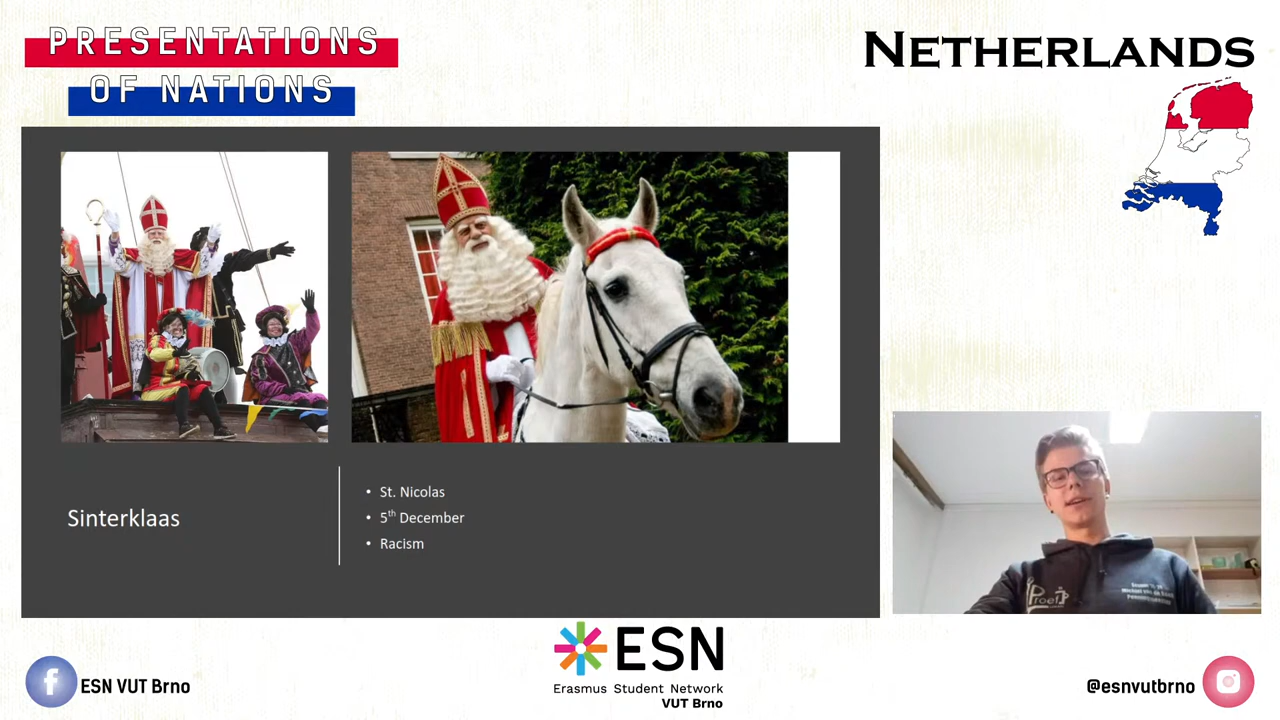 PRESENTATIONS
OF NATIONS
NETHERLANDS
Sinterklaas
• St. Nicolas
• 5th December
• Racism
Proef
ESN
Erasmus Student Network
VUT Brno
ESN VUT Brno
@esnvutbrno